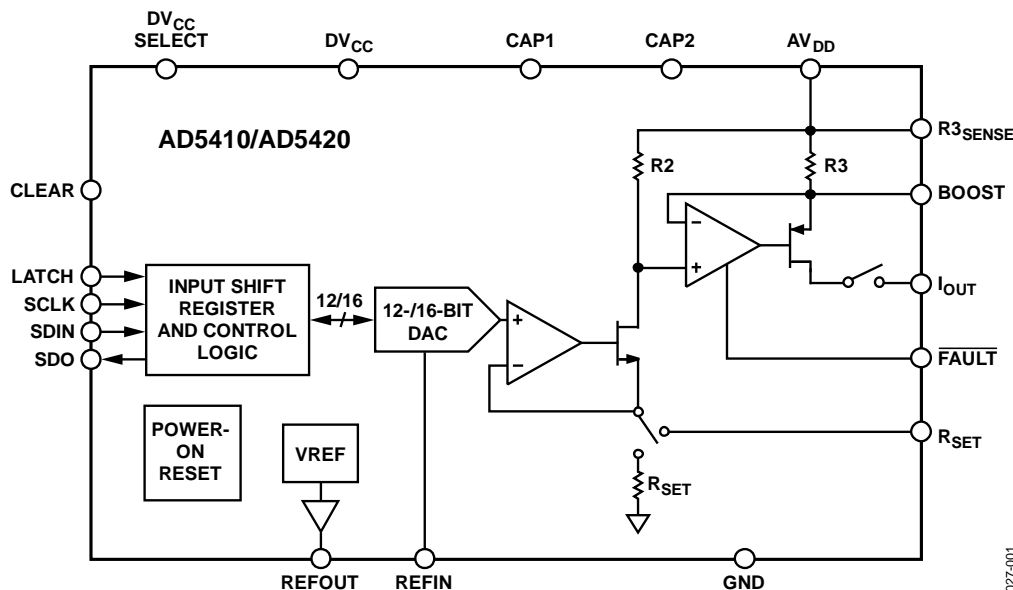 DVCC
SELECT
DVCC
CAP1
CAP2
AVDD
AD5410/AD5420
R3SENSE
R2
R3
CLEAR
BOOST
−
+
LATCH
SCLK
SDIN
SDO
INPUT SHIFT
REGISTER
AND CONTROL
LOGIC
12/16
12-/16-BIT
DAC
+
−
IOUT
FAULT
POWER-
ON
RESET
VREF
RSET
RSET
REFOUT
REFIN
GND
027-001